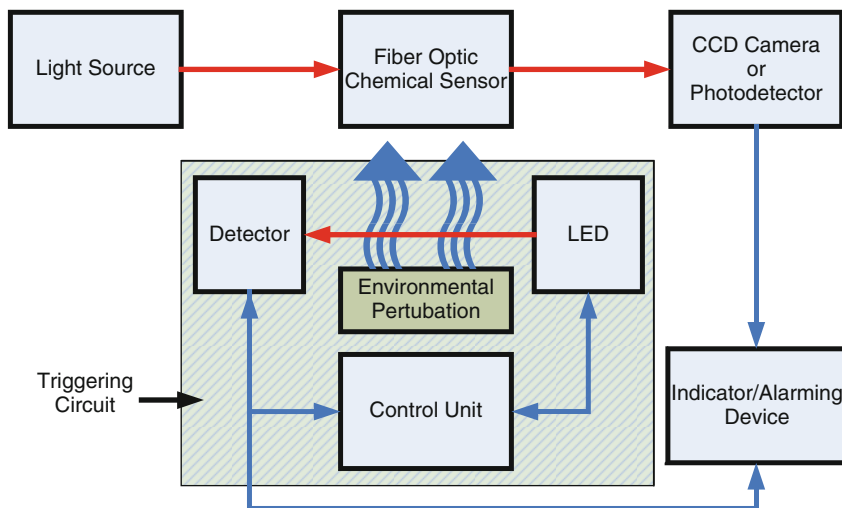 Light Source
Fiber Optic
Chemical Sensor
CCD Camera
or
Photodetector
Detector
LED
Environmental
Pertubation
Triggering
Circuit
Control Unit
Indicator/Alarming
Device